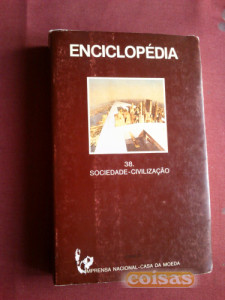 ENCICLOPÉDIA
38.
SOCIEDADE-CIVILIZAÇÃO
IMPRENSA NACIONAL-CASA DA MOEDA
coisas